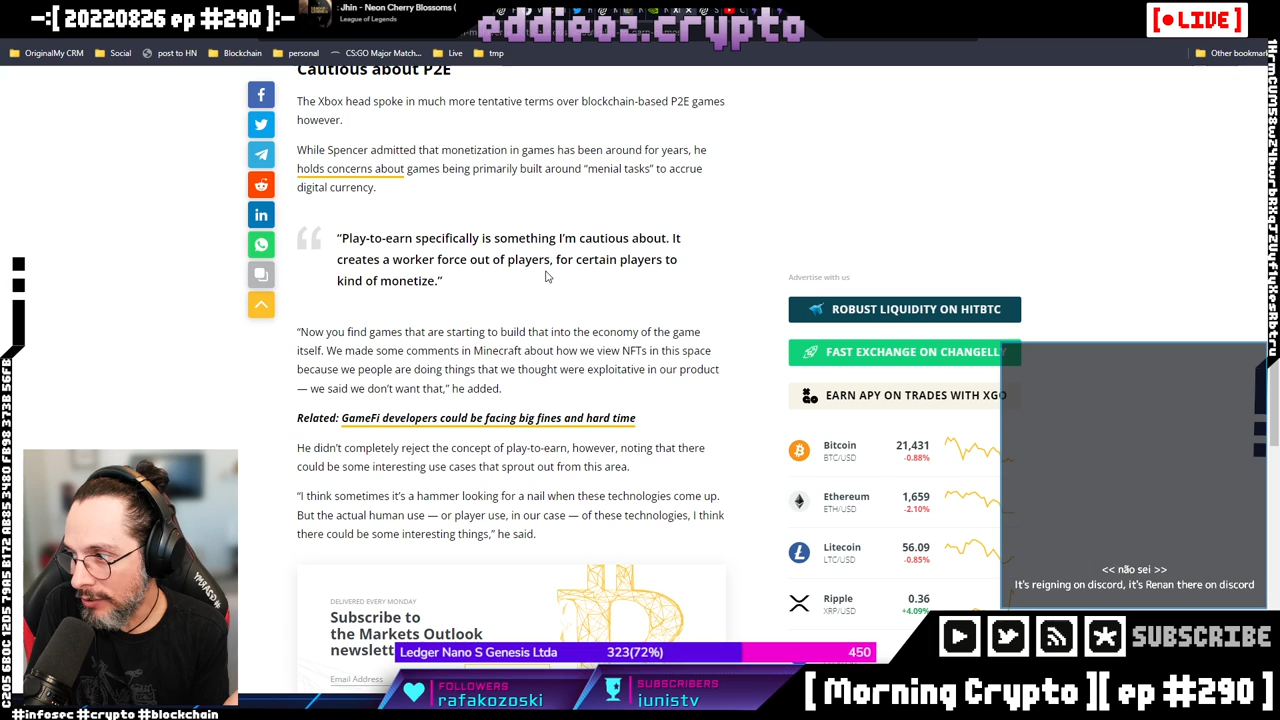 -:[ 20220826 ep #290 ]:-
: Jhin - Neon Cherry Blossoms (
League of Legends
eddieoz.crypto
[ • LIVE ]
OriginalMy CRM
Social
post to HN
Blockchain
personal
CS:GO Major Match...
Live
tmp
Other bookmar
Cautious about P2E
The Xbox head spoke in much more tentative terms over blockchain-based P2E games
however.
While Spencer admitted that monetization in games has been around for years, he
holds concerns about games being primarily built around “menial tasks” to accrue
digital currency.
“Play-to-earn specifically is something I’m cautious about. It
creates a worker force out of players, for certain players to
kind of monetize.”
“Now you find games that are starting to build that into the economy of the game
itself. We made some comments in Minecraft about how we view NFTs in this space
because we people are doing things that we thought were exploitative in our product
— we said we don’t want that,” he added.
Related: GameFi developers could be facing big fines and hard time
He didn’t completely reject the concept of play-to-earn, however, noting that there
could be some interesting use cases that sprout out from this area.
“I think sometimes it’s a hammer looking for a nail when these technologies come up.
But the actual human use — or player use, in our case — of these technologies, I think
there could be some interesting things,” he said.
DELIVERED EVERY MONDAY
Subscribe to
the Markets Outlook
newslett
Email Address
Advertise with us
ROBUST LIQUIDITY ON HITBTC
FAST EXCHANGE ON CHANGELLY
EARN APY ON TRADES WITH XGO
Bitcoin 21,431
BTC/USD -0.88%
Ethereum 1,659
ETH/USD -2.10%
Litecoin 56.09
LTC/USD -0.85%
Ripple 0.36
XRP/USD +4.09%
<< não sei >>
It's reigning on discord, it's Renan there on discord
Ledger Nano S Genesis Ltda 323(72%) 450
FOLLOWERS
rafakozoski
SUBSCRIBERS
iunistv
SUBSCRIBE
[ Morning Crypto ][ ep #290 ]
#infosec #crypto #blockchain